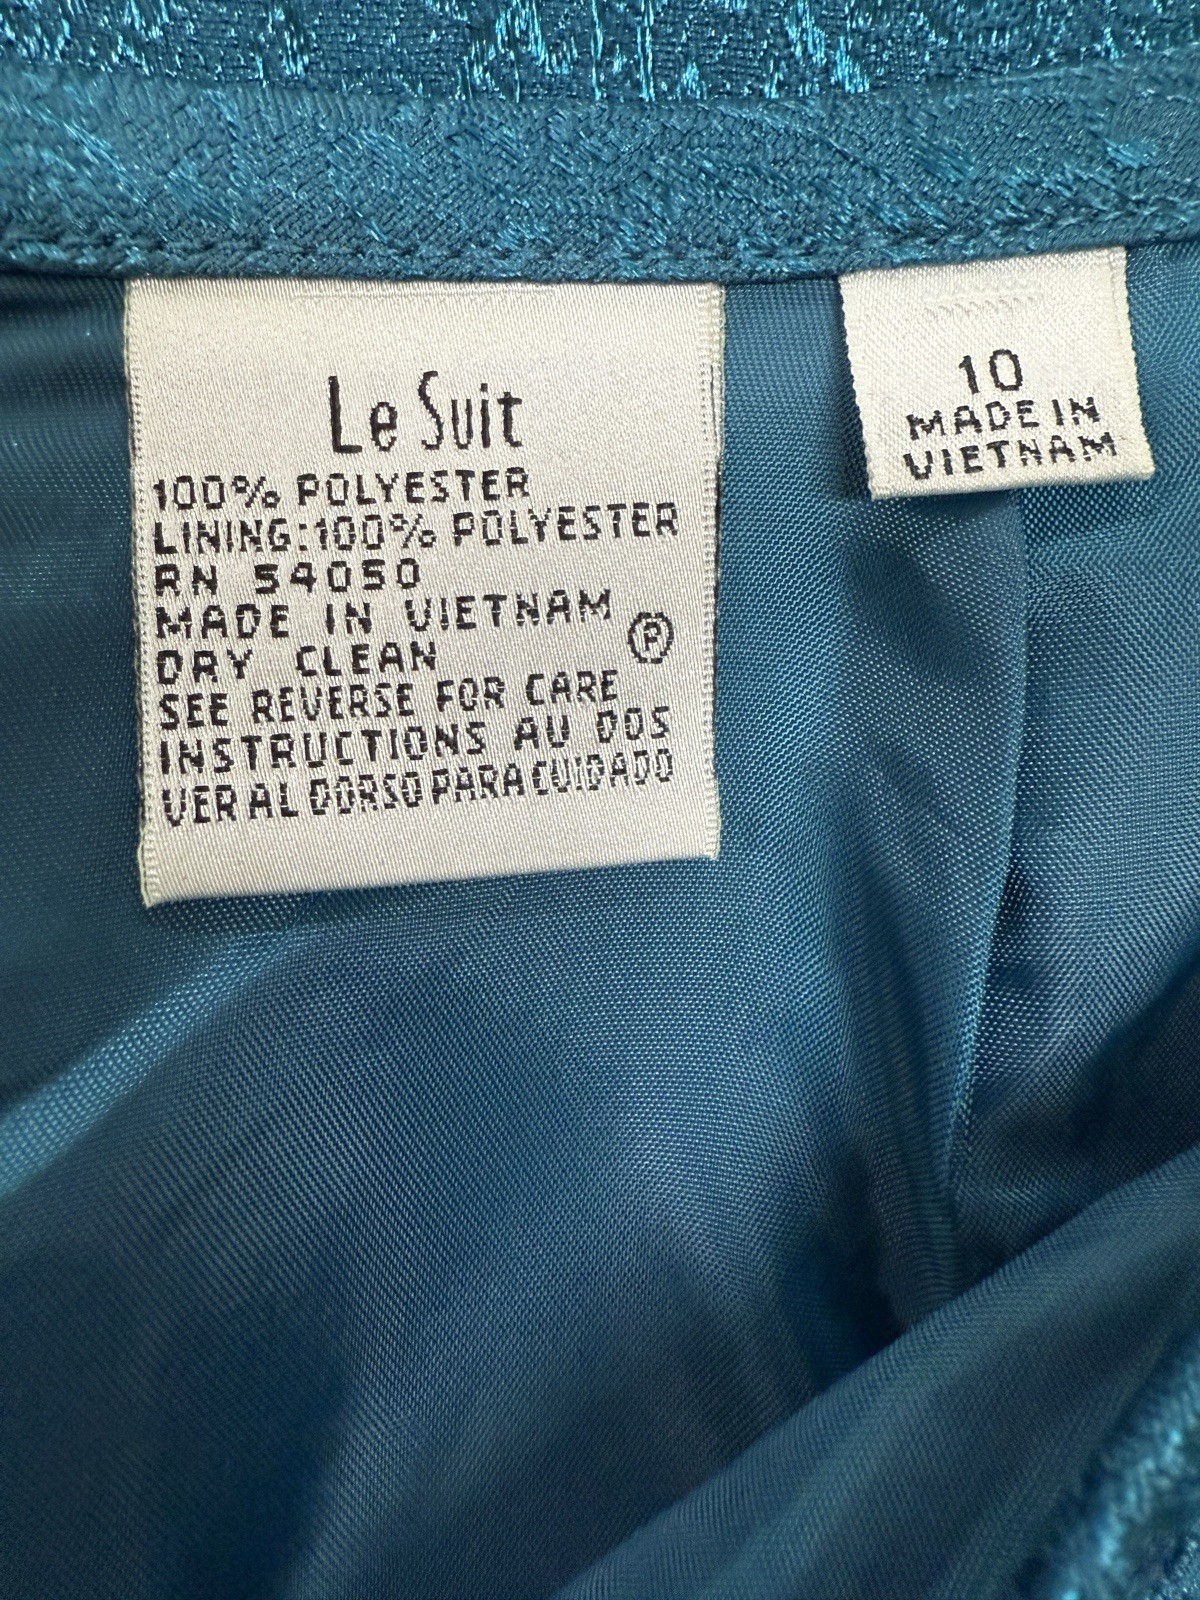 Le Suit
100% POLYESTER
LINING:100% POLYESTER
RN 54050
MADE IN VIETNAM
DRY CLEAN Ⓟ
SEE REVERSE FOR CARE
INSTRUCTIONS AU DOS
VER AL DORSO PARA CUIDADO
10
MADE IN
VIETNAM